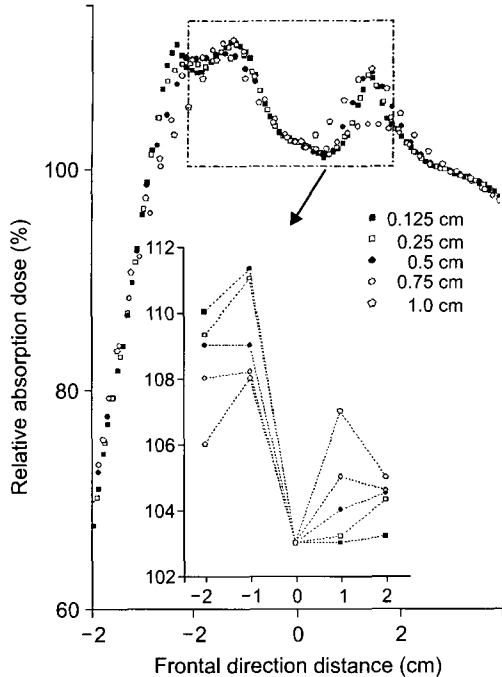 Relative absorption dose (%)
100
80
60
0.125 cm
0.25 cm
0.5 cm
0.75 cm
1.0 cm
112
110
108
106
104
102
−2 −1 0 1 2
−2 −2 0 2
Frontal direction distance (cm)